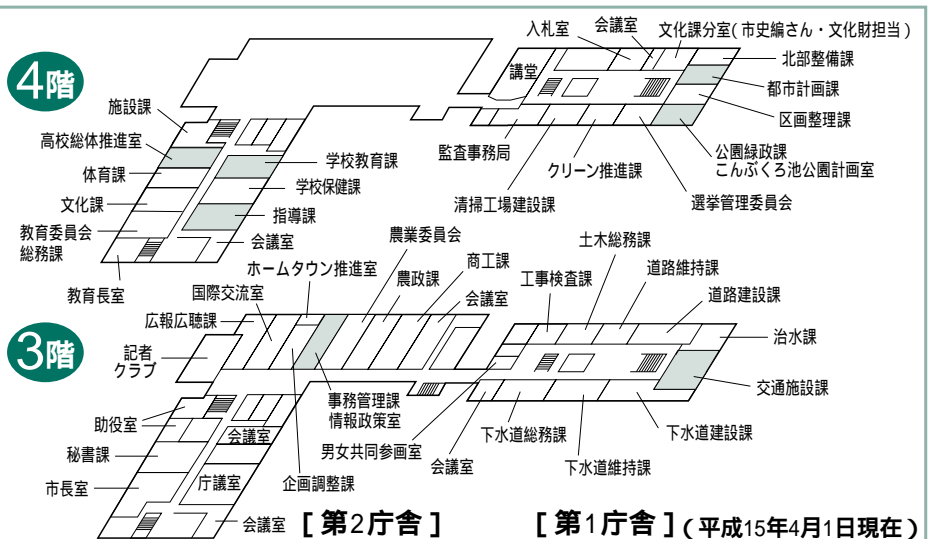 4階
入札室
会議室
文化課分室(市史編さん・文化財担当)
講堂
北部整備課
都市計画課
区画整理課
公園緑政課
こんぶくろ池公園計画室
選挙管理委員会
クリーン推進課
清掃工場建設課
監査事務局
施設課
高校総体推進室
体育課
文化課
教育委員会
総務課
教育長室
学校教育課
学校保健課
指導課
会議室
3階
記者
クラブ
広報広聴課
国際交流室
ホームタウン推進室
農業委員会
農政課
商工課
会議室
工事検査課
土木総務課
道路維持課
道路建設課
治水課
交通施設課
下水道建設課
下水道維持課
下水道総務課
会議室
男女共同参画室
事務管理課
情報政策室
企画調整課
助役室
秘書課
市長室
会議室
庁議室
会議室
[第2庁舎]
[第1庁舎](平成15年4月1日現在)